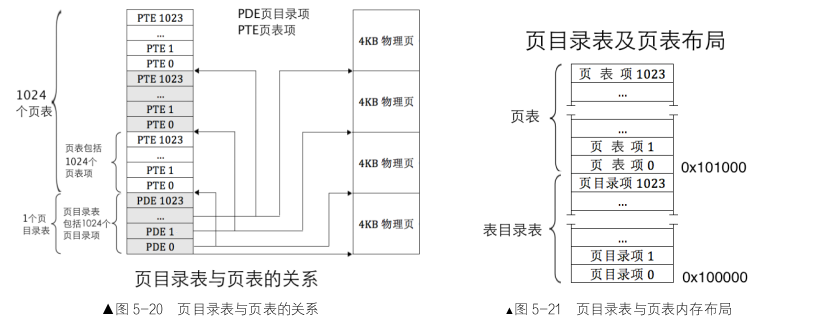 PDE页目录项
PTE页表项
PTE 1023
...
PTE 1
PTE 0
PTE 1023
...
PTE 1
PTE 0
PTE 1023
...
PTE 1
PTE 0
PDE 1023
...
PDE 1
PDE 0
1024
个页表
页表包括
1024个
页表项
1个页
目录表
页目录表
包括1024个
页目录项
4KB 物理页
4KB 物理页
4KB 物理页
4KB 物理页
页目录表与页表的关系
▲图 5-20 页目录表与页表的关系
页目录表及页表布局
页 表 项 1023
...
...
页 表 项 1
页 表 项 0
页目录项 1023
...
...
页目录项 1
页目录项 0
页表
表目录表
0x101000
0x100000
▲图 5-21 页目录表与页表内存布局